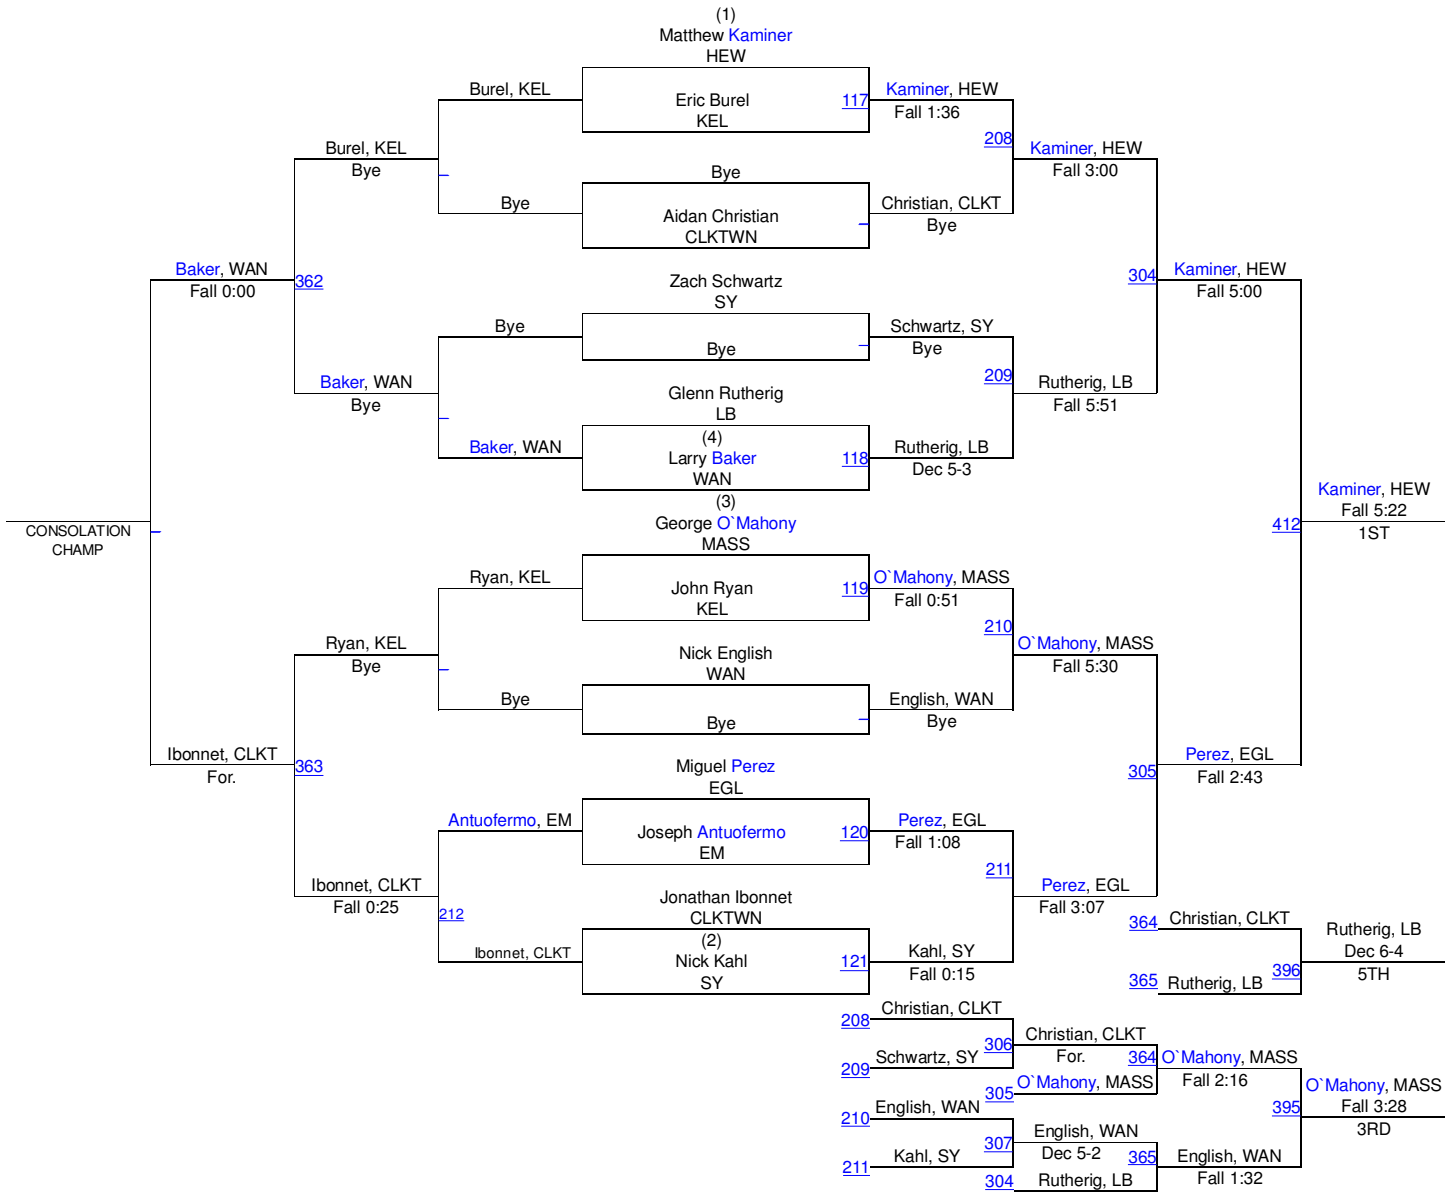 (1)
Matthew Kaminer
HEW
Burel, KEL
Eric Burel
KEL
117
Kaminer, HEW
Fall 1:36
208
Burel, KEL
Bye
Kaminer, HEW
Fall 3:00
Bye
Bye
Aidan Christian
CLKTWN
Christian, CLKT
Bye
Baker, WAN
Fall 0:00
362
Zach Schwartz
SY
304
Kaminer, HEW
Fall 5:00
Bye
Bye
Schwartz, SY
Bye
209
Baker, WAN
Bye
Glenn Rutherig
LB
Rutherig, LB
Fall 5:51
Baker, WAN
(4)
Larry Baker
WAN
118
Rutherig, LB
Dec 5-3
(3)
George O`Mahony
MASS
CONSOLATION
CHAMP
412
Kaminer, HEW
Fall 5:22
1ST
Ryan, KEL
John Ryan
KEL
119
O`Mahony, MASS
Fall 0:51
210
Ryan, KEL
Bye
Nick English
WAN
O`Mahony, MASS
Fall 5:30
Bye
Bye
English, WAN
Bye
Ibonnet, CLKT
For.
363
Miguel Perez
EGL
305
Perez, EGL
Fall 2:43
Antuofermo, EM
Joseph Antuofermo
EM
120
Perez, EGL
Fall 1:08
211
Ibonnet, CLKT
Fall 0:25
212
Jonathan Ibonnet
CLKTWN
Perez, EGL
Fall 3:07
Ibonnet, CLKT
(2)
Nick Kahl
SY
121
Kahl, SY
Fall 0:15
364
Christian, CLKT
365
Rutherig, LB
396
Rutherig, LB
Dec 6-4
5TH
208
Christian, CLKT
209
Schwartz, SY
306
Christian, CLKT
For.
305
O`Mahony, MASS
364
O`Mahony, MASS
Fall 2:16
210
English, WAN
211
Kahl, SY
307
English, WAN
Dec 5-2
304
Rutherig, LB
365
English, WAN
Fall 1:32
395
O`Mahony, MASS
Fall 3:28
3RD